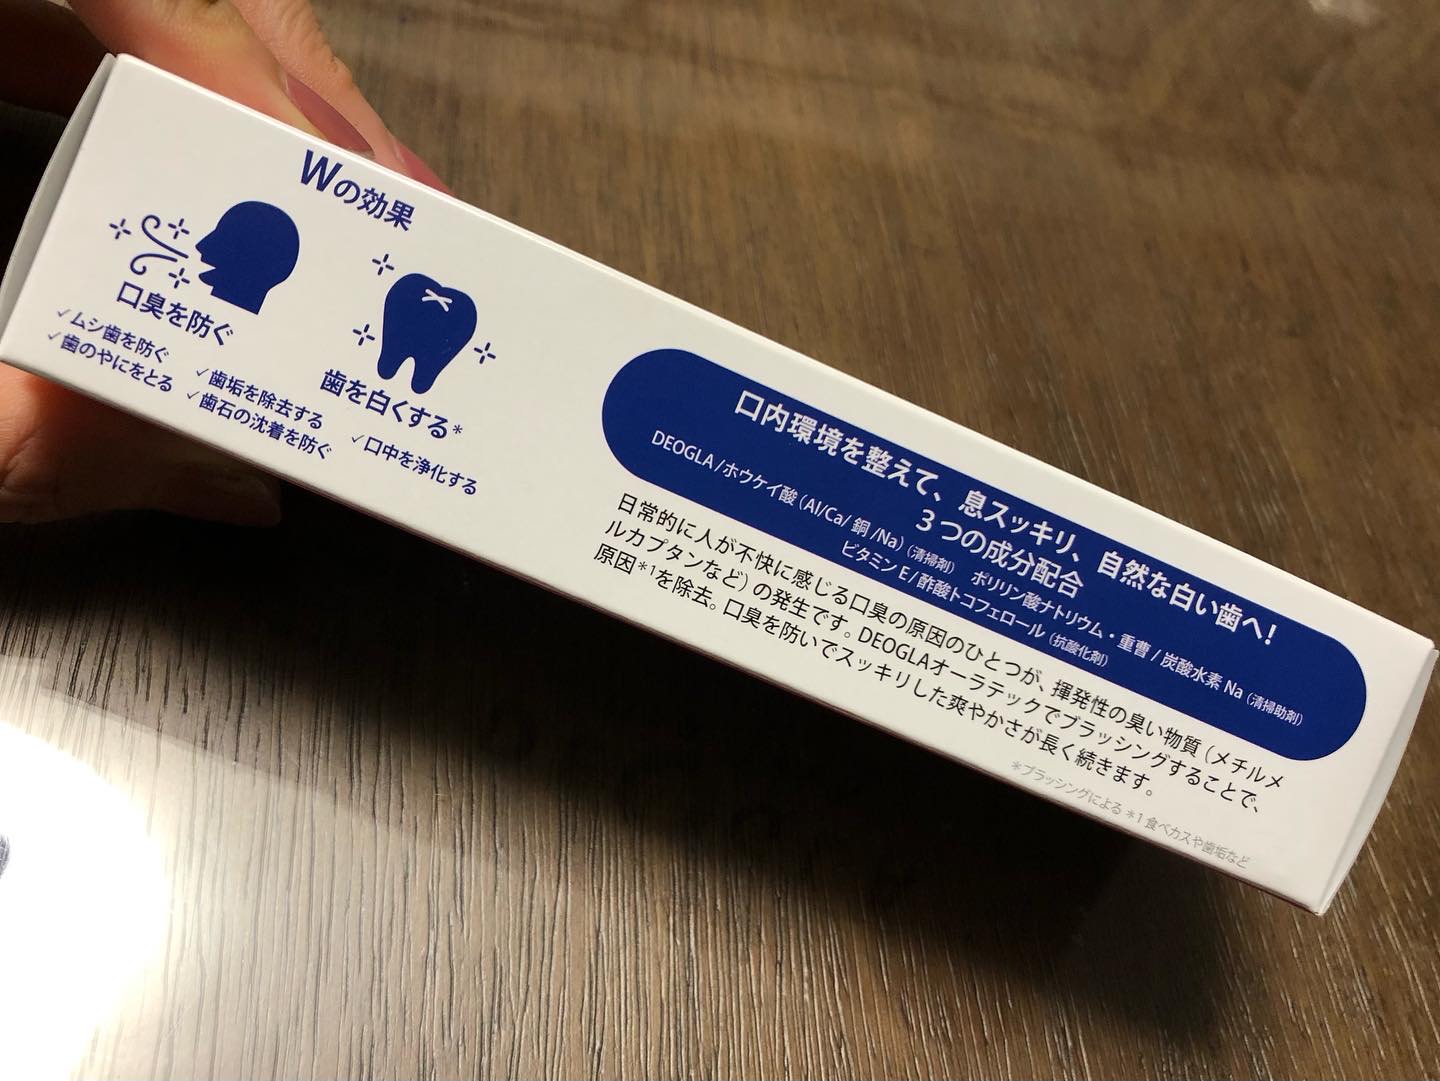 Wの効果
口臭を防ぐ
歯を白くする*
✓ムシ歯を防ぐ
✓歯垢を除去する
✓口中を浄化する
✓歯のやにをとる
✓歯石の沈着を防ぐ
口内環境を整えて、息スッキリ、自然な白い歯へ!
3つの成分配合
DEOGLA/ホウケイ酸(Al/Ca/銅/Na)(清掃剤) ポリリン酸ナトリウム・重曹/炭酸水素Na(清掃助剤)
ビタミンE/酢酸トコフェロール(抗酸化剤)
日常的に人が不快に感じる口臭の原因のひとつが、揮発性の臭い物質(メチルメ
ルカプタンなど)の発生です。DEOGLAオーラテックでブラッシングすることで、
原因*1を除去。口臭を防いでスッキリした爽やかさが長く続きます。
*ブラッシングによる *1 食べカスや歯垢など